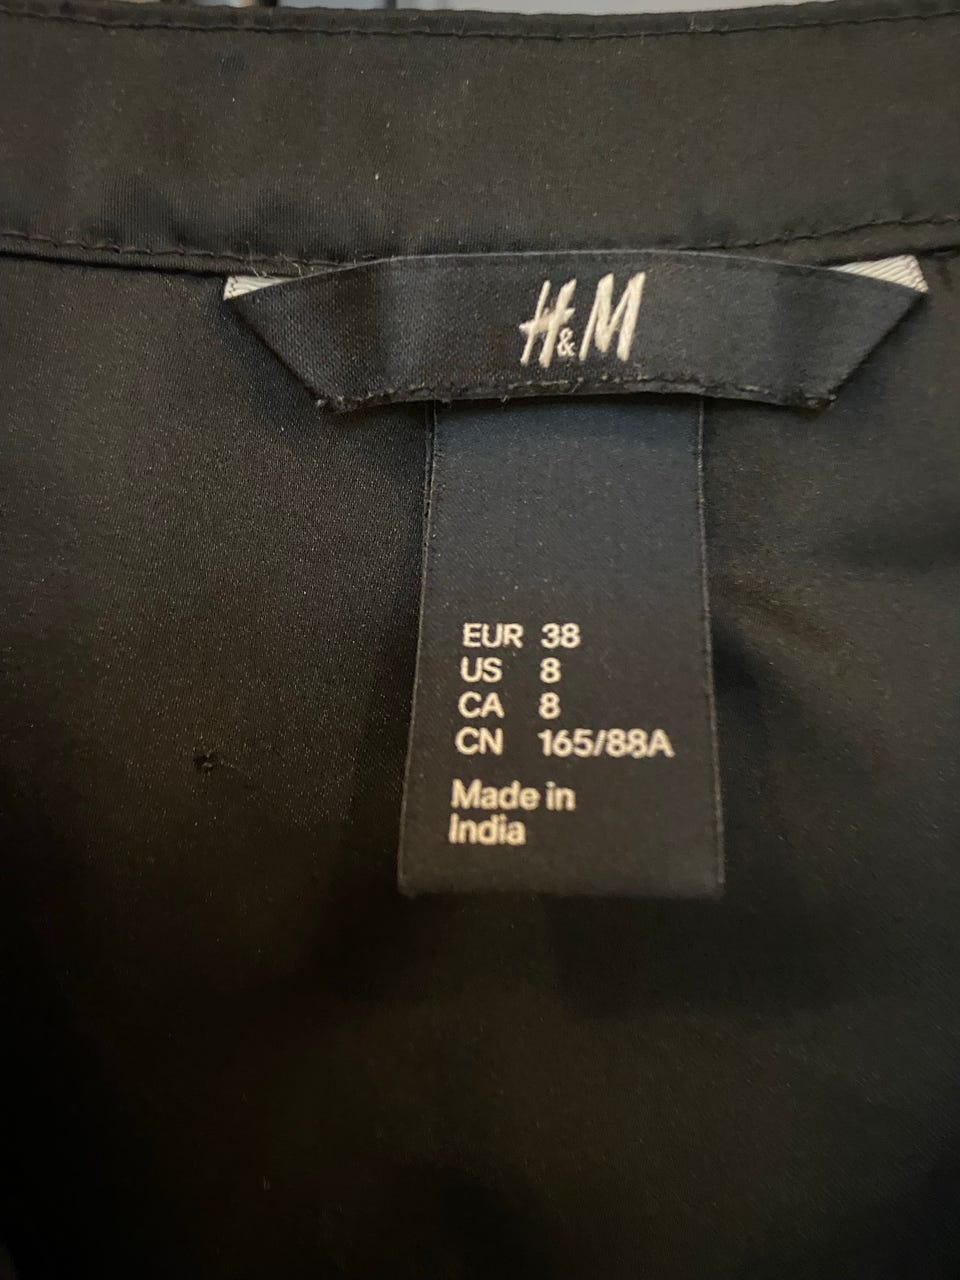 H&M
EUR 38
US 8
CA 8
CN 165/88A
Made in
India